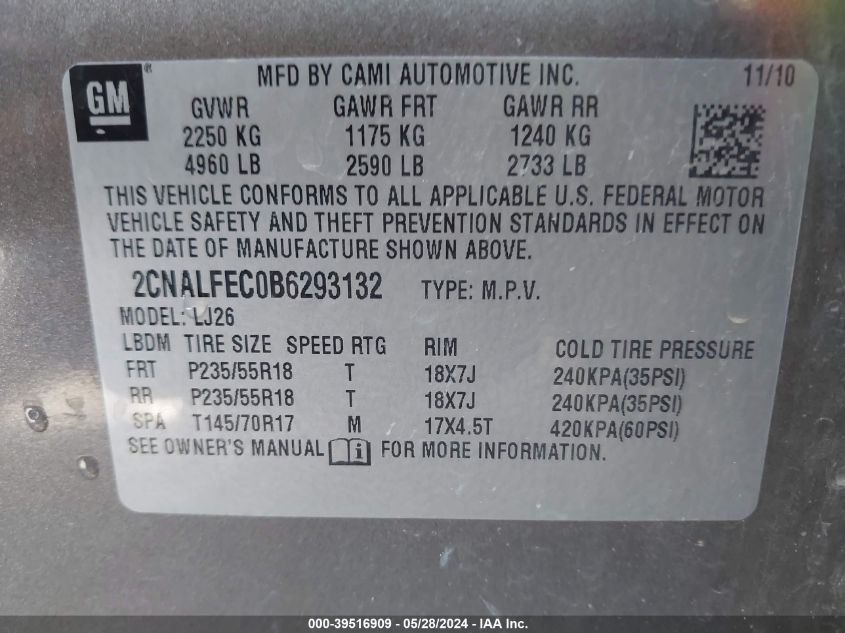 GM ® MFD BY CAMI AUTOMOTIVE INC. 11/10
GVWR GAWR FRT GAWR RR
2250 KG 1175 KG 1240 KG
4960 LB 2590 LB 2733 LB
THIS VEHICLE CONFORMS TO ALL APPLICABLE U.S. FEDERAL MOTOR
VEHICLE SAFETY AND THEFT PREVENTION STANDARDS IN EFFECT ON
THE DATE OF MANUFACTURE SHOWN ABOVE.
2CNALFEC0B6293132 TYPE: M.P.V.
MODEL: LJ26
LBDM TIRE SIZE SPEED RTG RIM COLD TIRE PRESSURE
FRT P235/55R18 T 18X7J 240KPA(35PSI)
RR P235/55R18 T 18X7J 240KPA(35PSI)
SPA T145/70R17 M 17X4.5T 420KPA(60PSI)
SEE OWNER'S MANUAL i FOR MORE INFORMATION.
000-39516909 - 05/28/2024 - IAA Inc.